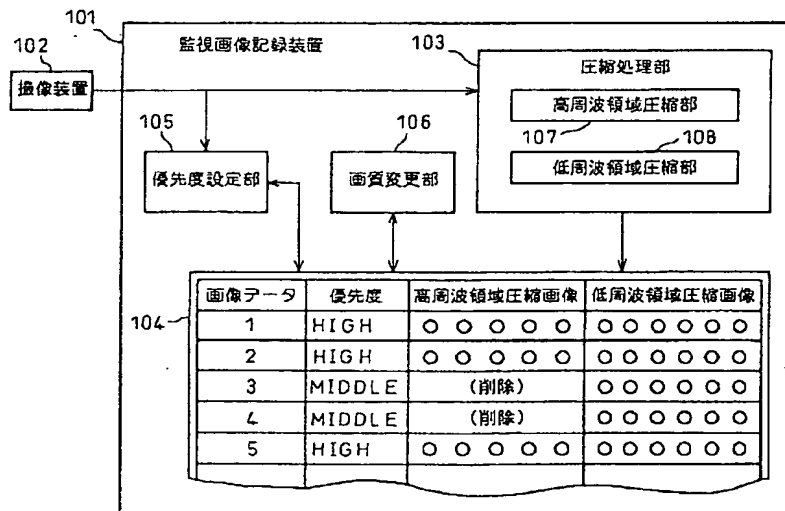 101
監視画像記録装置
102
撮像装置
103
圧縮処理部
高周波領域圧縮部
107
108
低周波領域圧縮部
105
優先度設定部
106
画質変更部
104
画像データ 優先度 高周波領域圧縮画像 低周波領域圧縮画像
1 HIGH ○ ○ ○ ○ ○ ○ ○ ○ ○ ○ ○
2 HIGH ○ ○ ○ ○ ○ ○ ○ ○ ○ ○ ○
3 MIDDLE (削除) ○ ○ ○ ○ ○ ○
4 MIDDLE (削除) ○ ○ ○ ○ ○ ○
5 HIGH ○ ○ ○ ○ ○ ○ ○ ○ ○ ○ ○